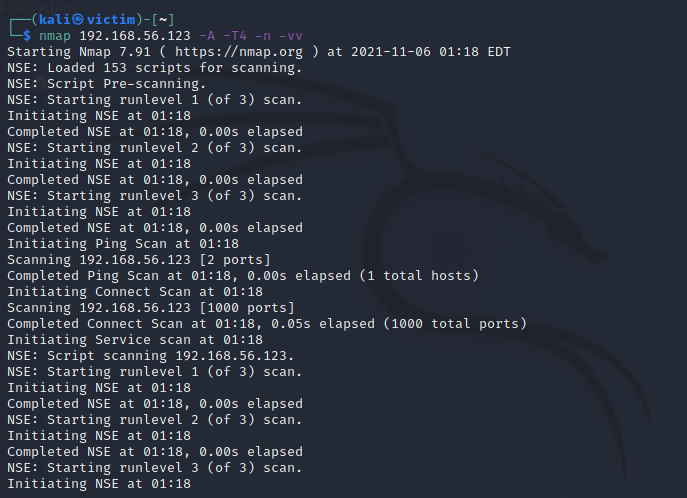 File System
┌──(kali㉿victim)-[~]
└─$ nmap 192.168.56.123 -A -T4 -n -vv
Starting Nmap 7.91 ( https://nmap.org ) at 2021-11-06 01:18 EDT
NSE: Loaded 153 scripts for scanning.
NSE: Script Pre-scanning.
NSE: Starting runlevel 1 (of 3) scan.
Initiating NSE at 01:18
Completed NSE at 01:18, 0.00s elapsed
NSE: Starting runlevel 2 (of 3) scan.
Initiating NSE at 01:18
Completed NSE at 01:18, 0.00s elapsed
NSE: Starting runlevel 3 (of 3) scan.
Initiating NSE at 01:18
Completed NSE at 01:18, 0.00s elapsed
Initiating Ping Scan at 01:18
Scanning 192.168.56.123 [2 ports]
Completed Ping Scan at 01:18, 0.00s elapsed (1 total hosts)
Initiating Connect Scan at 01:18
Scanning 192.168.56.123 [1000 ports]
Completed Connect Scan at 01:18, 0.05s elapsed (1000 total ports)
Initiating Service scan at 01:18
NSE: Script scanning 192.168.56.123.
NSE: Starting runlevel 1 (of 3) scan.
Initiating NSE at 01:18
Completed NSE at 01:18, 0.00s elapsed
NSE: Starting runlevel 2 (of 3) scan.
Initiating NSE at 01:18
Completed NSE at 01:18, 0.00s elapsed
NSE: Starting runlevel 3 (of 3) scan.
Initiating NSE at 01:18